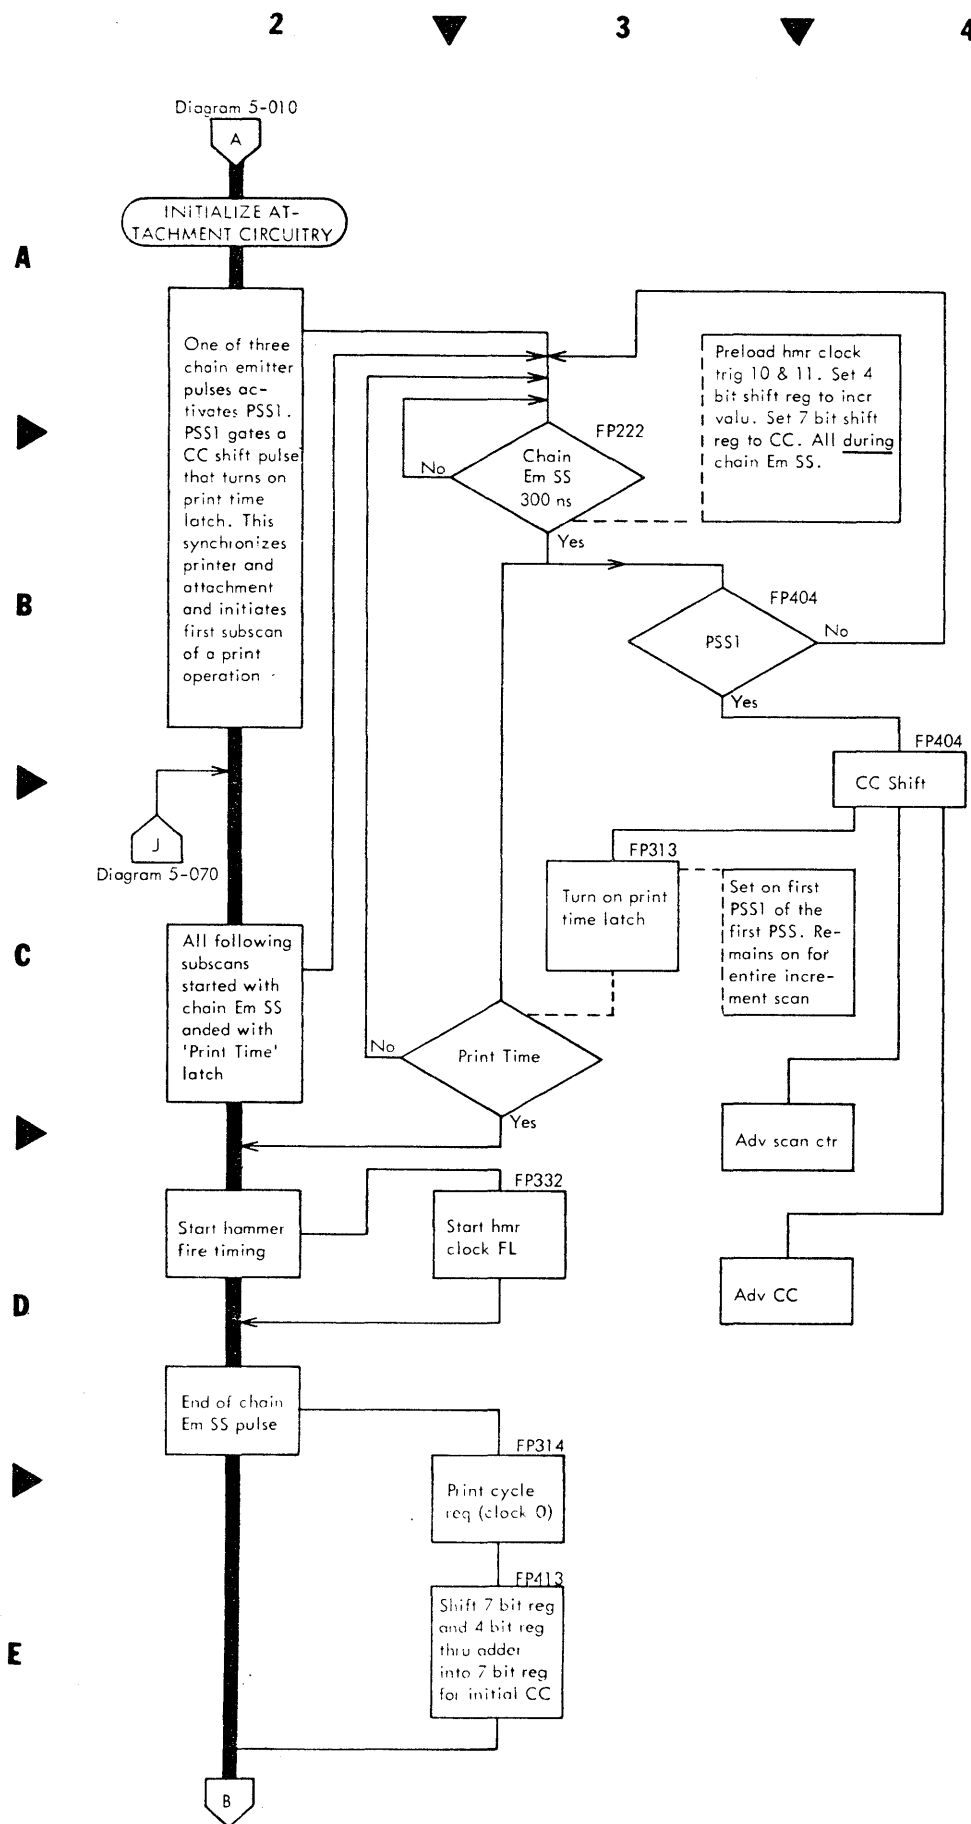 2
3
4
Diagram 5-010
A
INITIALIZE AT-
TACHMENT CIRCUITRY
A
One of three
chain emitter
pulses ac-
tivates PSS1.
PSS1 gates a
CC shift pulse
that turns on
print time
latch. This
synchronizes
printer and
attachment
and initiates
first subscan
of a print
operation
Preload hmr clock
trig 10 & 11. Set 4
bit shift reg to incr
valu. Set 7 bit shift
reg to CC. All during
chain Em SS.
FP222
Chain
Em SS
300 ns
No
Yes
B
FP404
PSS1
No
Yes
FP404
CC Shift
J
Diagram 5-070
FP313
Turn on print
time latch
Set on first
PSS1 of the
first PSS. Re-
mains on for
entire incre-
ment scan
C
All following
subscans
started with
chain Em SS
anded with
'Print Time'
latch
No
Print Time
Yes
Adv scan ctr
FP332
Start hammer
fire timing
Start hmr
clock FL
Adv CC
D
End of chain
Em SS pulse
FP314
Print cycle
req (clock 0)
FP413
Shift 7 bit reg
and 4 bit reg
thru adder
into 7 bit reg
for initial CC
E
B